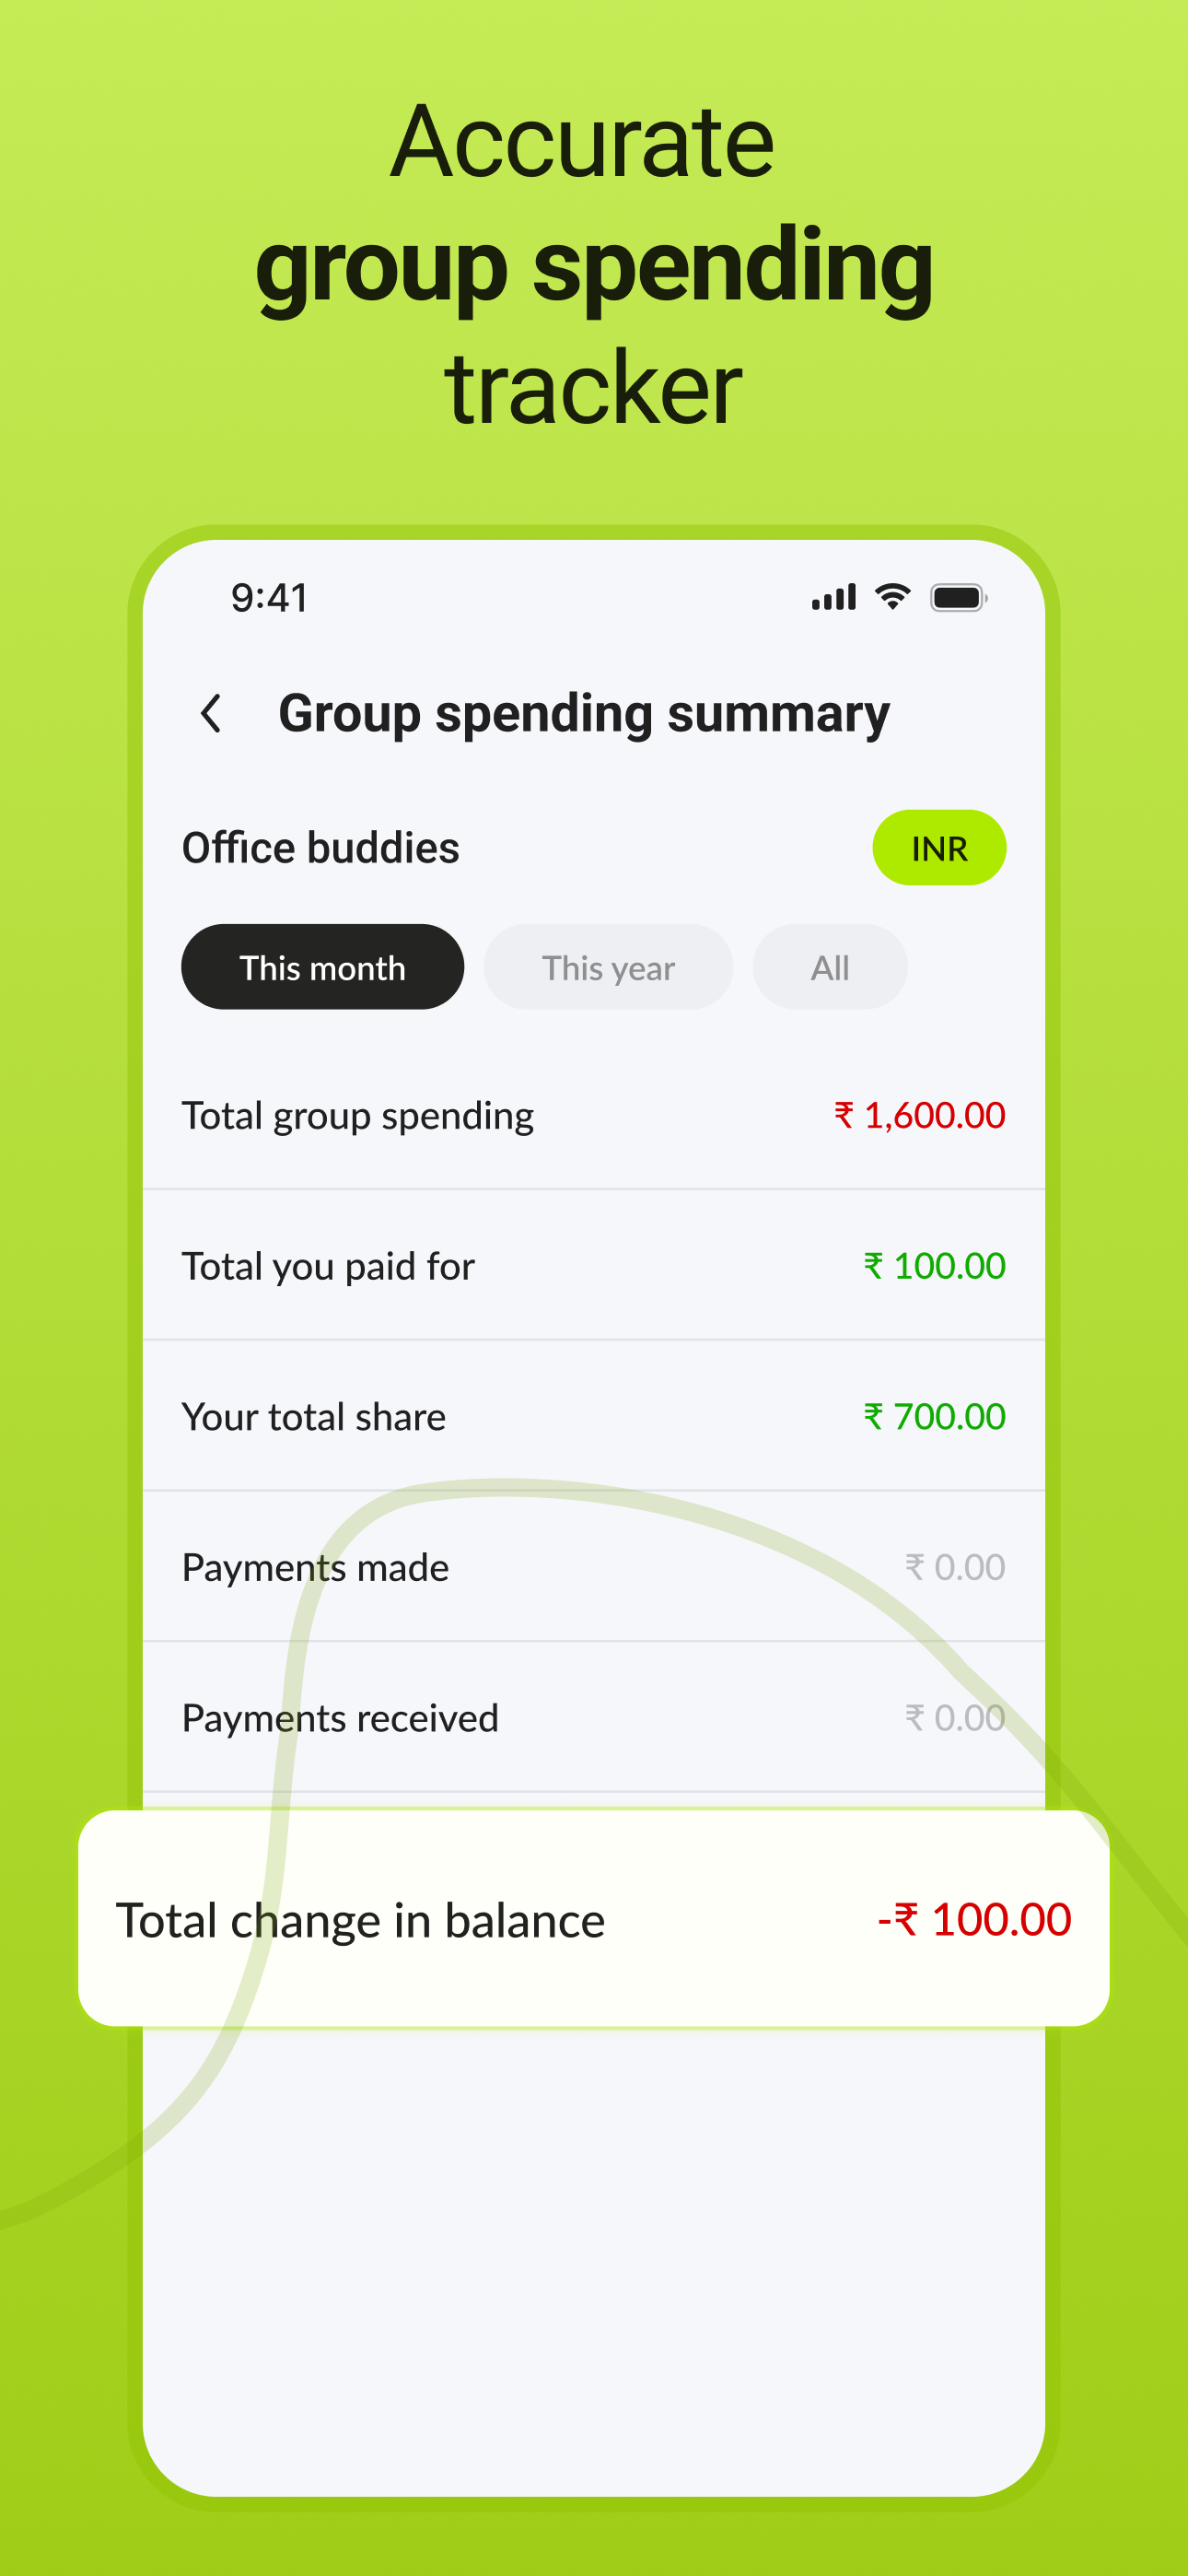 Accurate
group spending
tracker
9:41
Group spending summary
Office buddies INR
This month This year All
Total group spending ₹ 1,600.00
Total you paid for ₹ 100.00
Your total share ₹ 700.00
Payments made ₹ 0.00
Payments received ₹ 0.00
Total change in balance -₹ 100.00